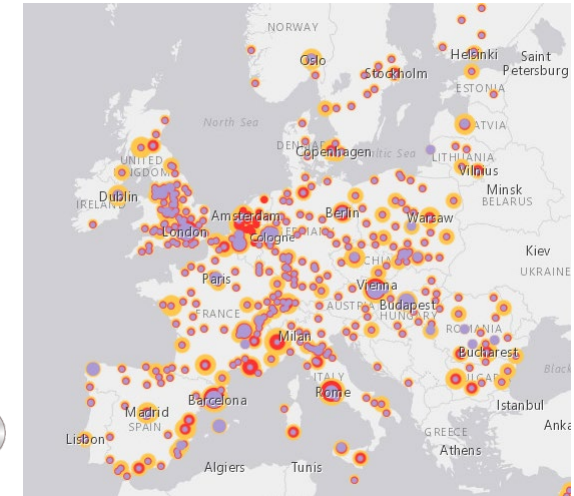 NORWAY
Oslo
Stockholm
Helsinki
Saint
Petersburg
ESTONIA
North Sea
Copenhagen
LITHUANIA
Vilnius
Minsk
BELARUS
UNITED
Dublin
Amsterdam
Berlin
Warsaw
London
Cologne
Kiev
UKRAINE
Paris
Vienna
Budapest
AUSTRIA
HUNGARY
FRANCE
Milan
ROMANIA
Bucharest
ITALY
Rome
Barcelona
Madrid
SPAIN
Lisbon
Istanbul
GREECE
Athens
Algiers
Tunis